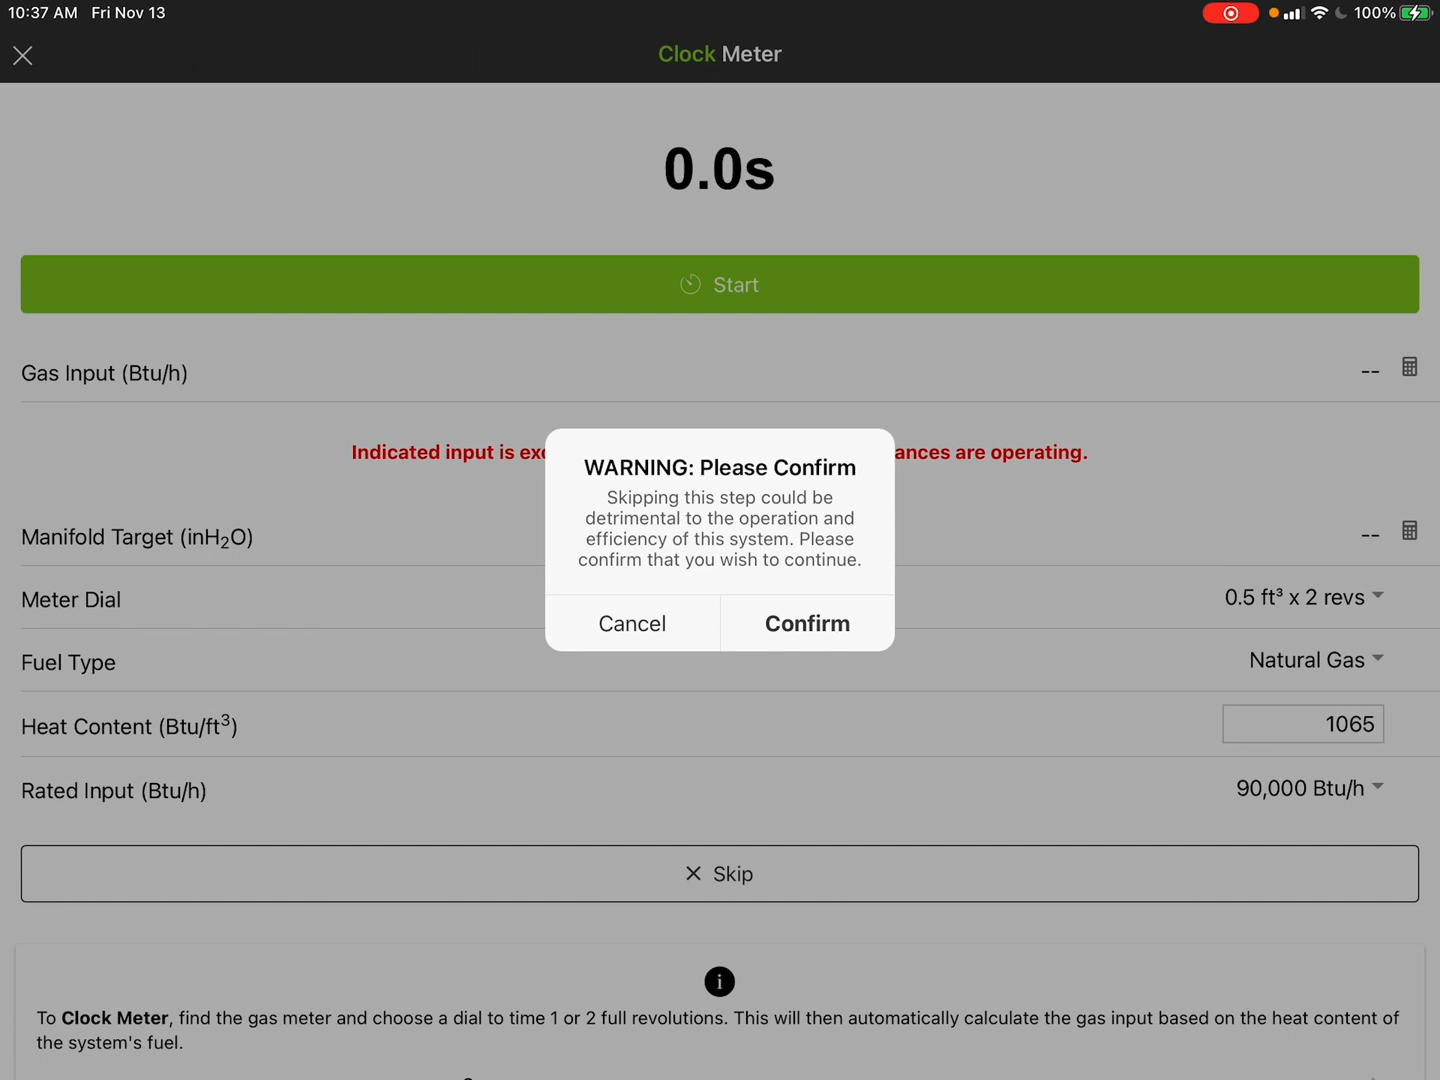 10:37 AM Fri Nov 13
100%
Clock Meter
0.0s
Start
Gas Input (Btu/h) --
Indicated input is exc ances are operating.
WARNING: Please Confirm
Skipping this step could be
detrimental to the operation and
efficiency of this system. Please
confirm that you wish to continue.
Cancel Confirm
Manifold Target (inH₂O) --
Meter Dial 0.5 ft³ x 2 revs
Fuel Type Natural Gas
Heat Content (Btu/ft³) 1065
Rated Input (Btu/h) 90,000 Btu/h
Skip
To Clock Meter, find the gas meter and choose a dial to time 1 or 2 full revolutions. This will then automatically calculate the gas input based on the heat content of
the system's fuel.